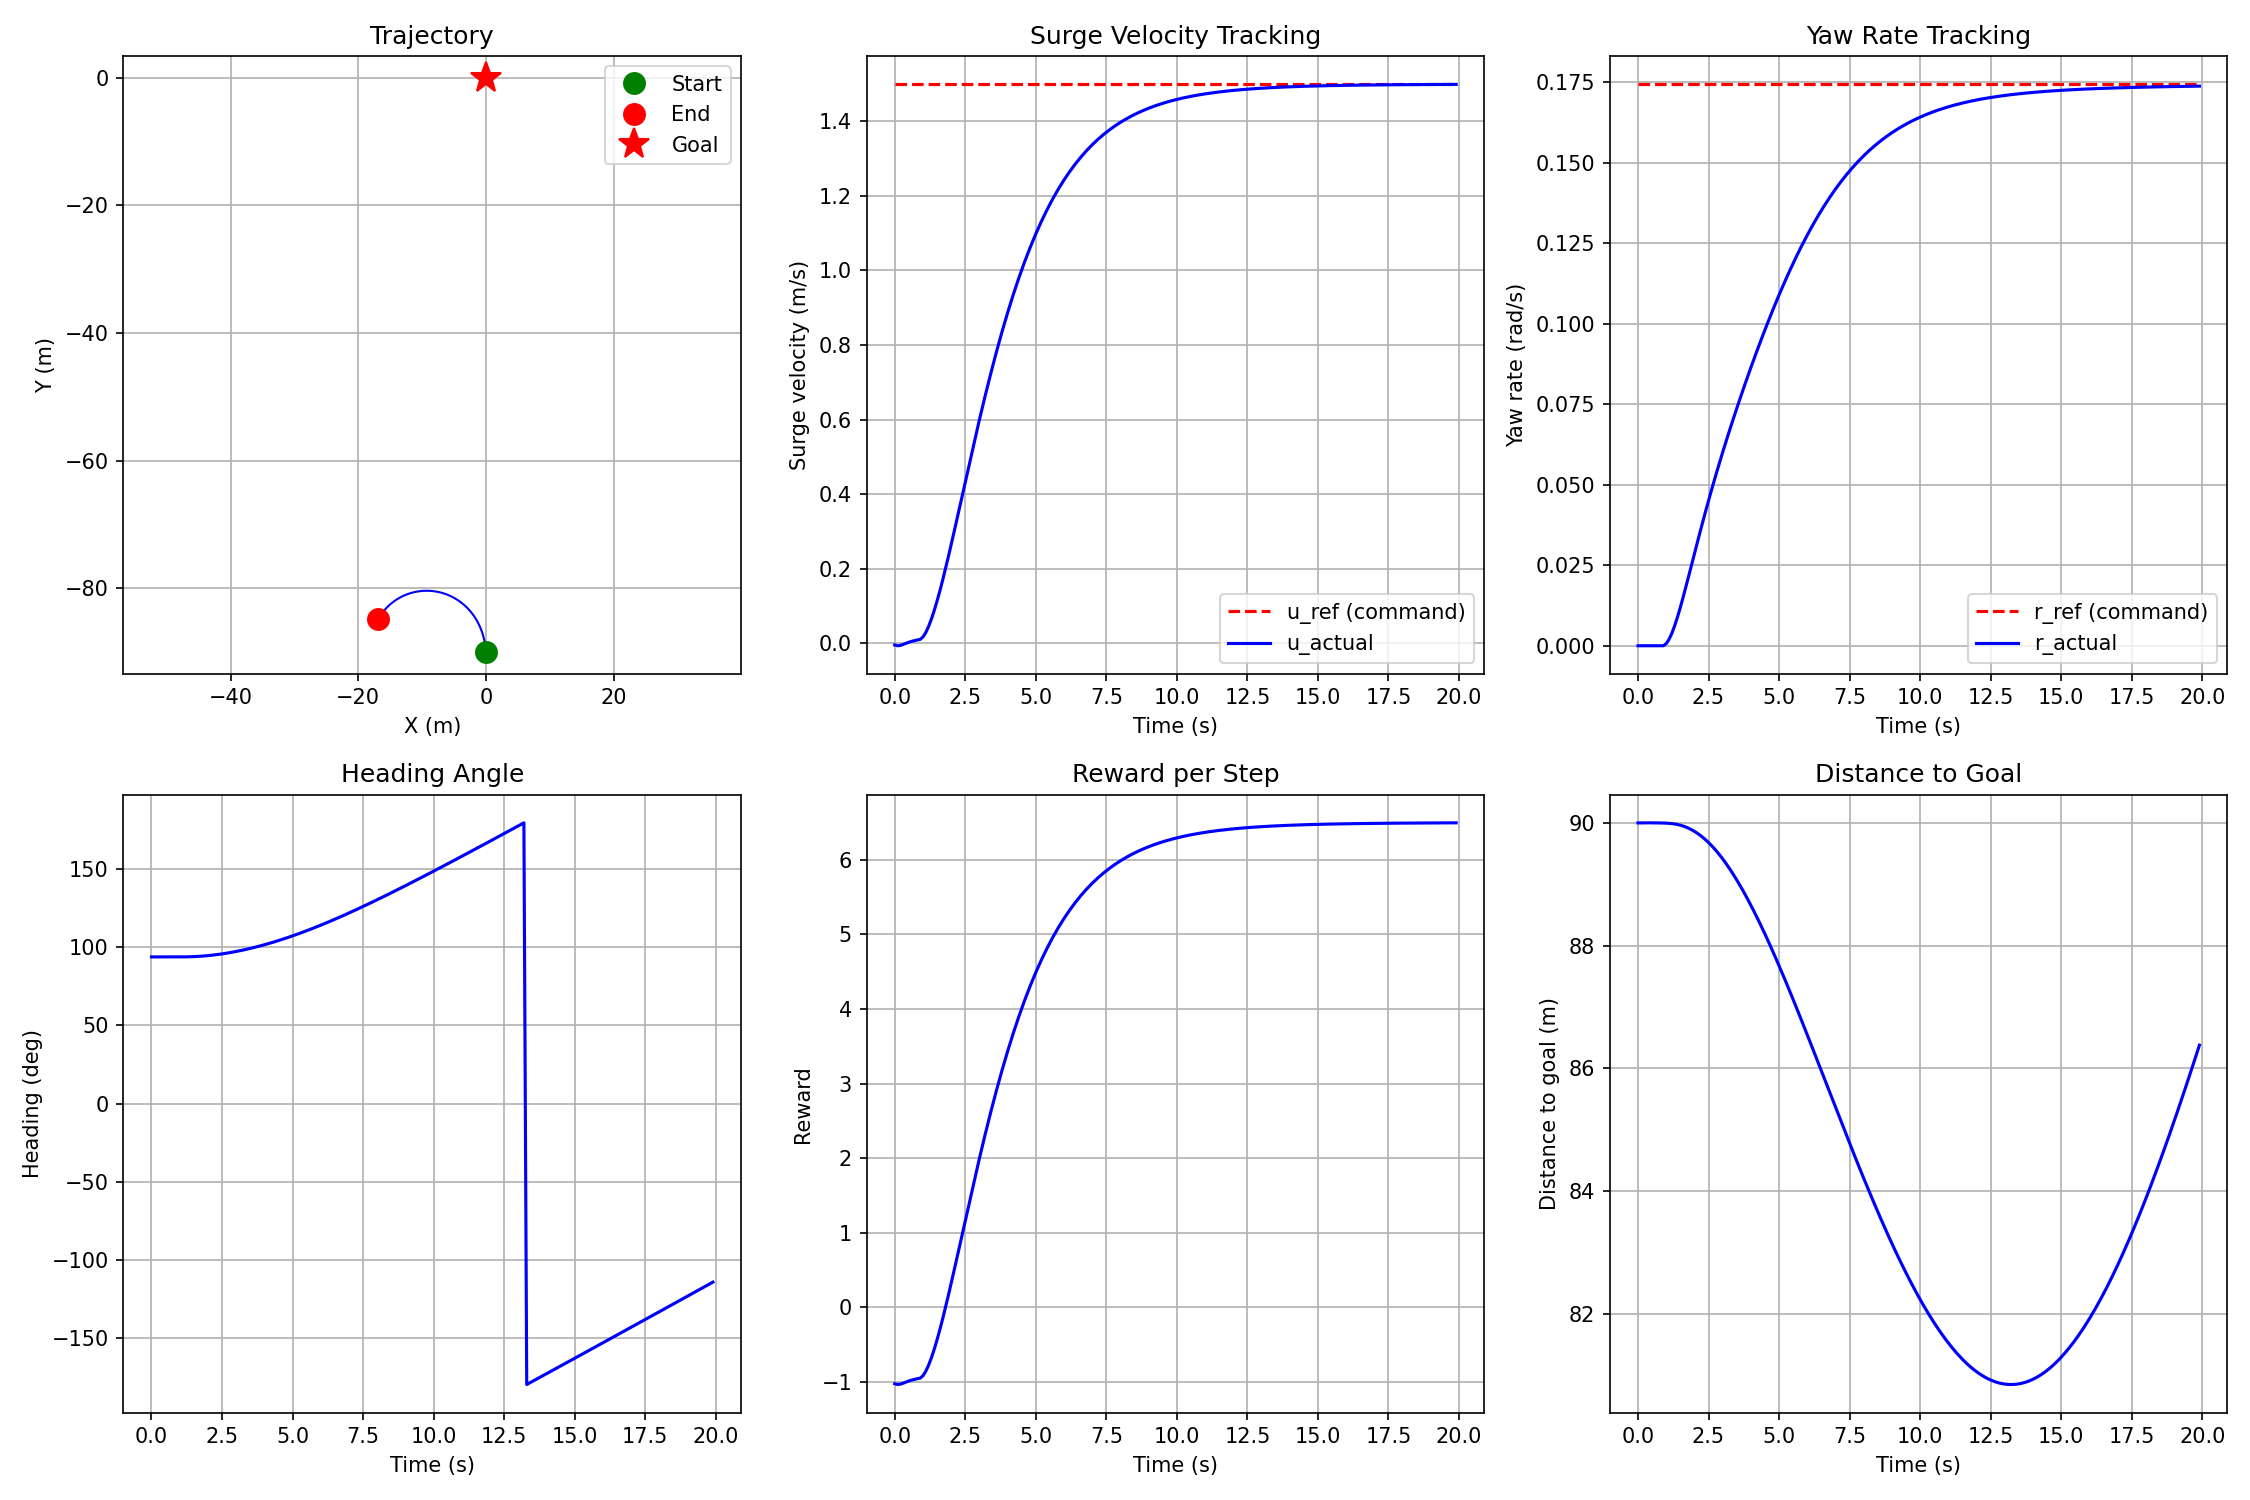 Trajectory
0
−20
−40
−60
−80
Y (m)
−40
−20
0
20
X (m)
Start
End
Goal
Surge Velocity Tracking
1.4
1.2
1.0
0.8
0.6
0.4
0.2
0.0
Surge velocity (m/s)
0.0 2.5 5.0 7.5 10.0 12.5 15.0 17.5 20.0
Time (s)
u_ref (command)
u_actual
Yaw Rate Tracking
0.175
0.150
0.125
0.100
0.075
0.050
0.025
0.000
Yaw rate (rad/s)
0.0 2.5 5.0 7.5 10.0 12.5 15.0 17.5 20.0
Time (s)
r_ref (command)
r_actual
Heading Angle
150
100
50
0
−50
−100
−150
Heading (deg)
0.0 2.5 5.0 7.5 10.0 12.5 15.0 17.5 20.0
Time (s)
Reward per Step
6
5
4
3
2
1
0
−1
Reward
0.0 2.5 5.0 7.5 10.0 12.5 15.0 17.5 20.0
Time (s)
Distance to Goal
90
88
86
84
82
Distance to goal (m)
0.0 2.5 5.0 7.5 10.0 12.5 15.0 17.5 20.0
Time (s)